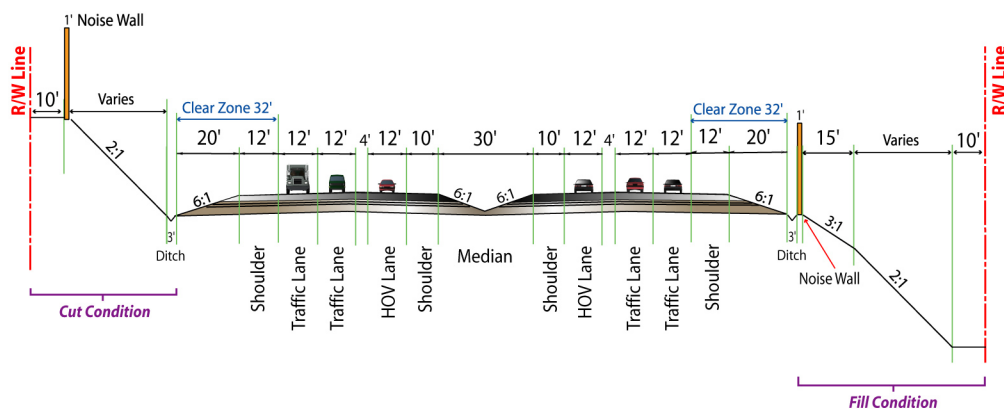 1' Noise Wall
R/W Line
10'
Varies
Clear Zone 32'
20' 12' 12' 12' 4' 12' 10' 30' 10' 12' 4' 12' 12' 12' 20'
Clear Zone 32'
1'
15'
Varies
10'
R/W Line
2:1
6:1
6:1
6:1
6:1
3:1
2:1
3'
Ditch
Shoulder
Traffic Lane
Traffic Lane
HOV Lane
Shoulder
Median
Shoulder
HOV Lane
Traffic Lane
Traffic Lane
Shoulder
3'
Ditch
Noise Wall
Cut Condition
Fill Condition